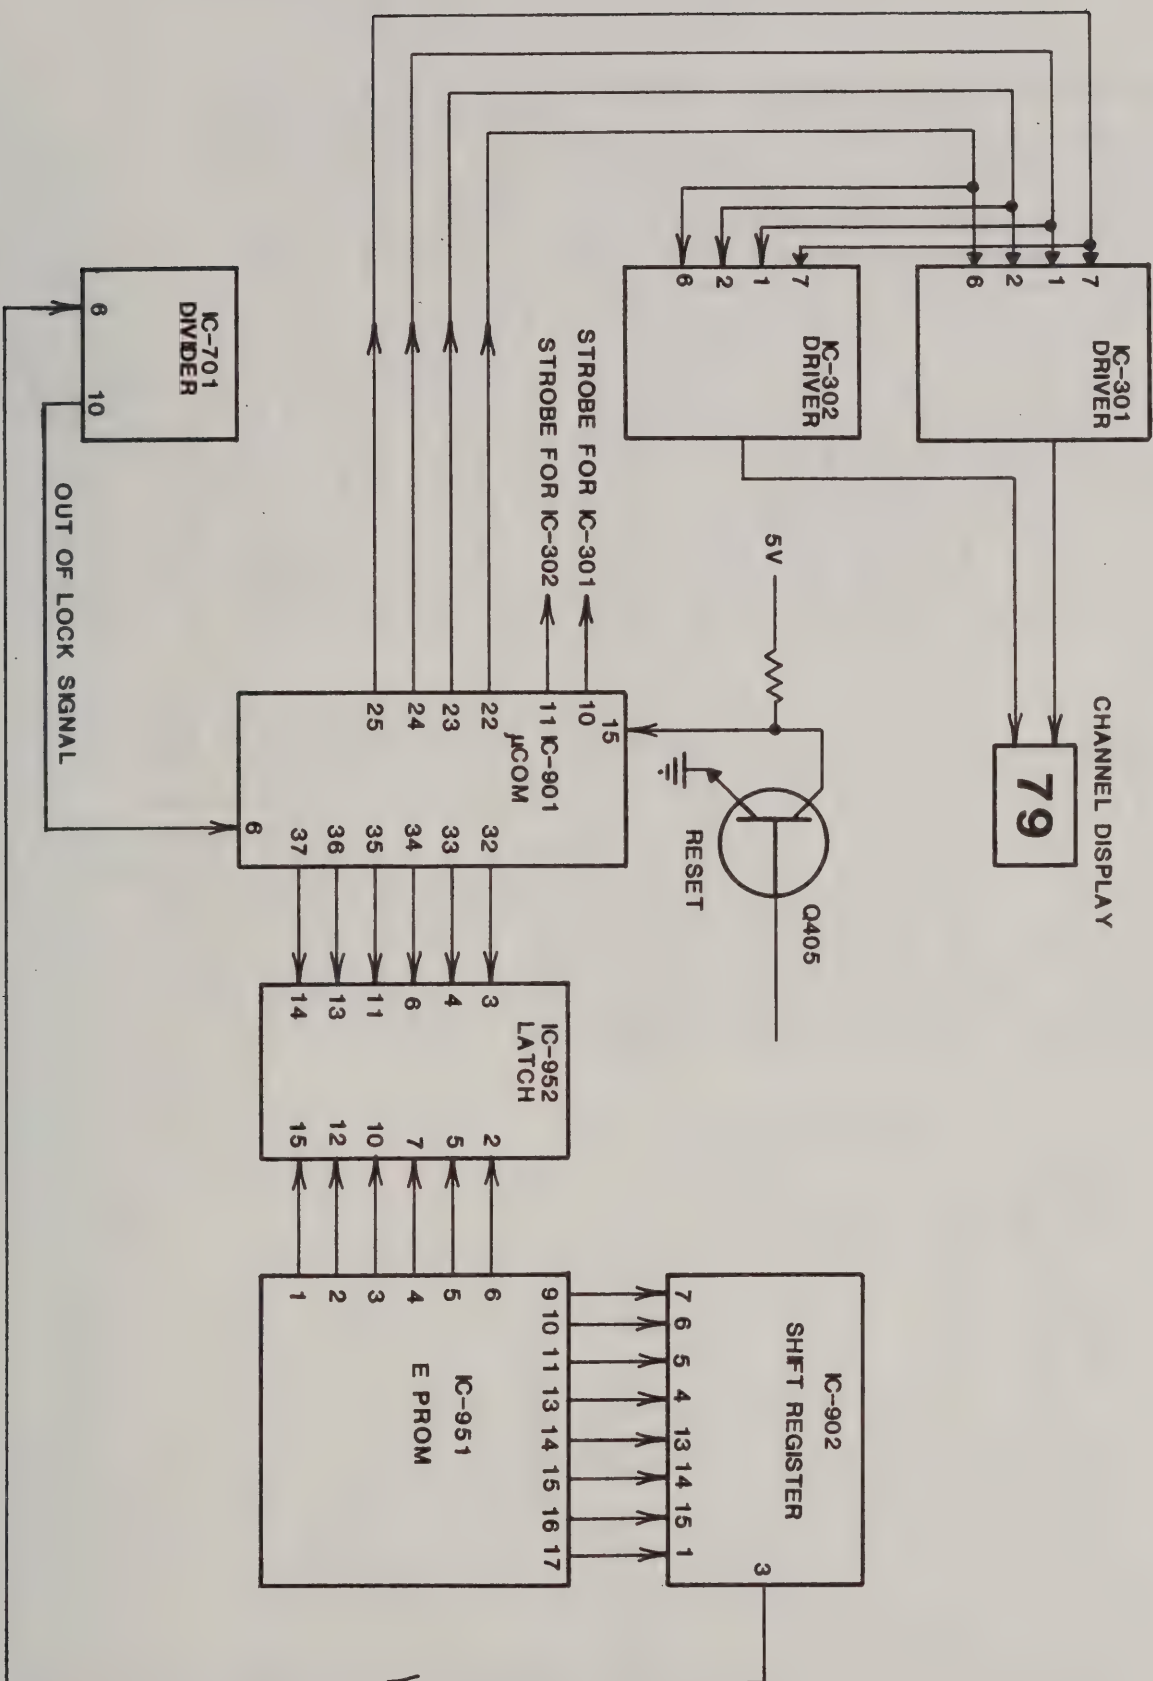 CHANNEL DISPLAY
79
IC-301
DRIVER
7
1
2
6
IC-302
DRIVER
7
1
2
6
5V
Q405
RESET
IC-902
SHIFT REGISTER
3
7 6 5 4 13 14 15 1
STROBE FOR IC-301
STROBE FOR IC-302
15
10
11 IC-901
μCOM
22
23
24
25
32
33
34
35
36
37
6
IC-952
LATCH
3
4
6
11
13
14
2
5
7
10
12
15
9 10 11 13 14 15 16 17
6
5
4
3
2
1
IC-951
E PROM
IC-701
DIVIDER
6
10
OUT OF LOCK SIGNAL